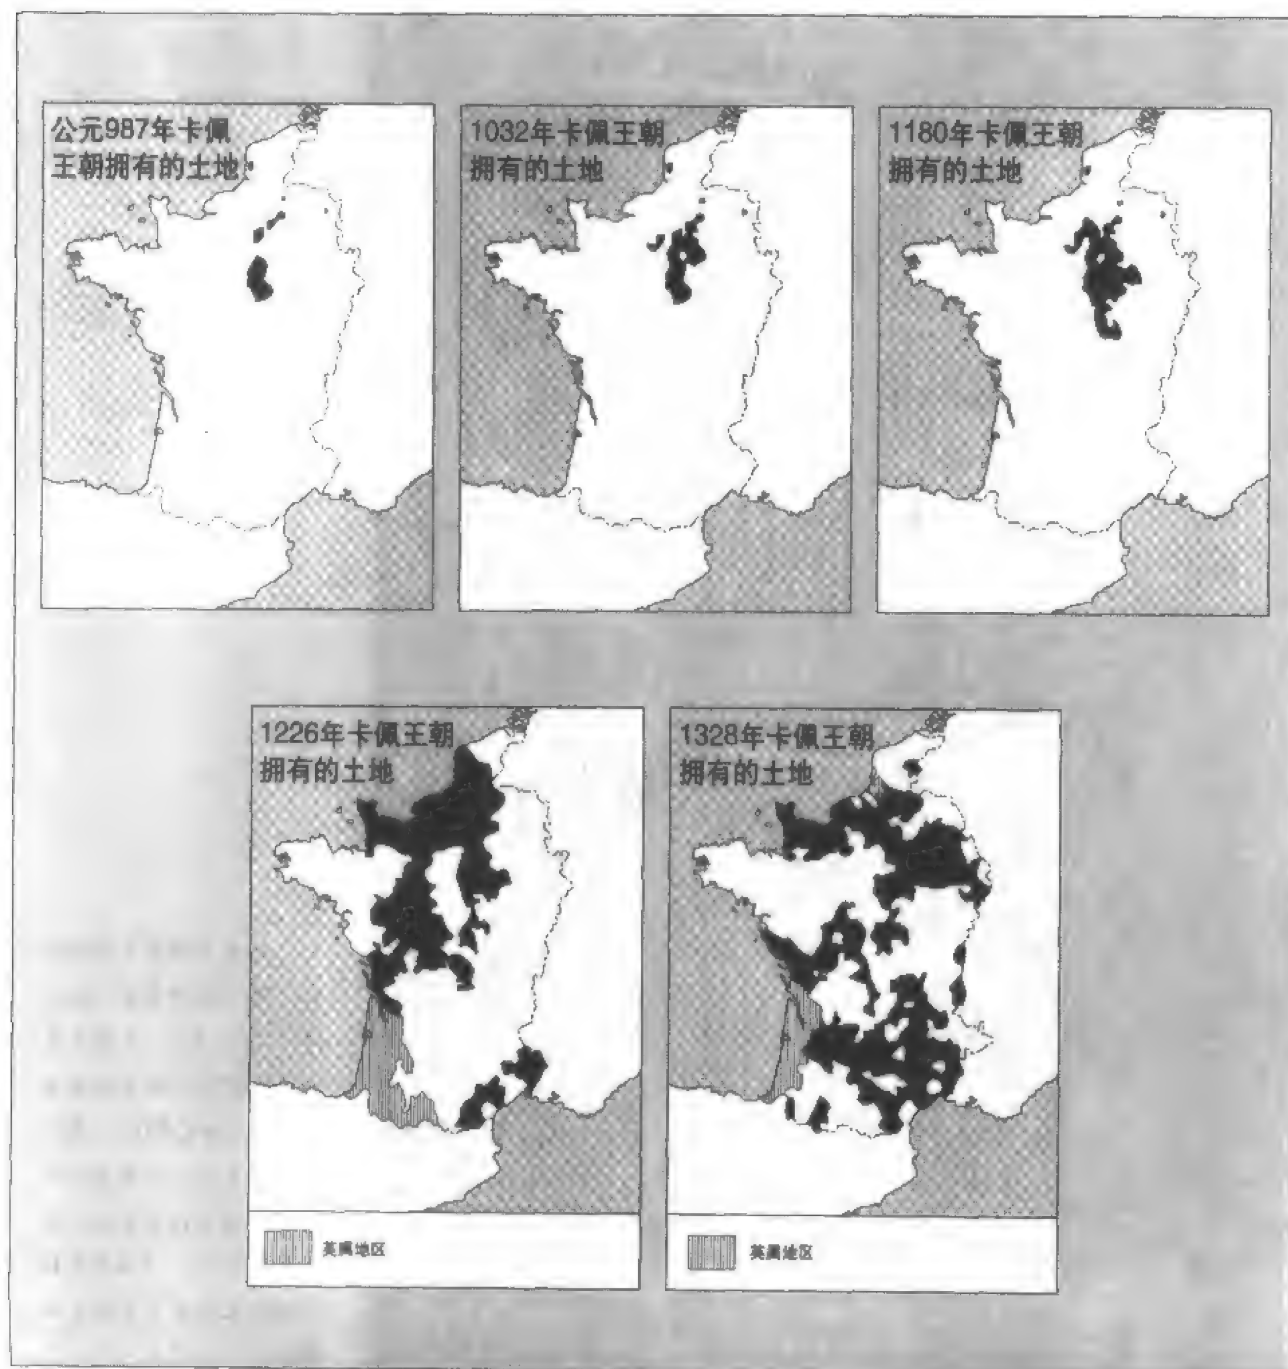 公元987年卡佩
王朝拥有的土地
1032年卡佩王朝
拥有的土地
1180年卡佩王朝
拥有的土地
1226年卡佩王朝
拥有的土地
1328年卡佩王朝
拥有的土地
英属地区
英属地区